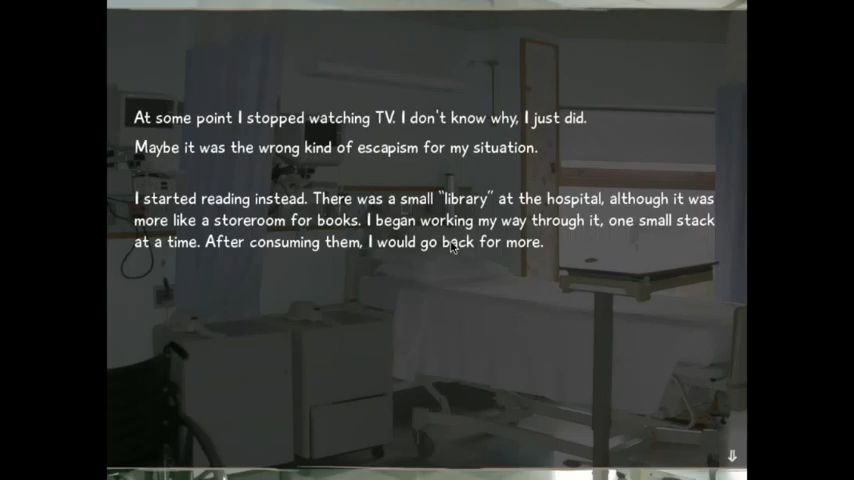 At some point I stopped watching TV. I don't know why, I just did.
Maybe it was the wrong kind of escapism for my situation.
I started reading instead. There was a small "library" at the hospital, although it was
more like a storeroom for books. I began working my way through it, one small stack
at a time. After consuming them, I would go back for more.